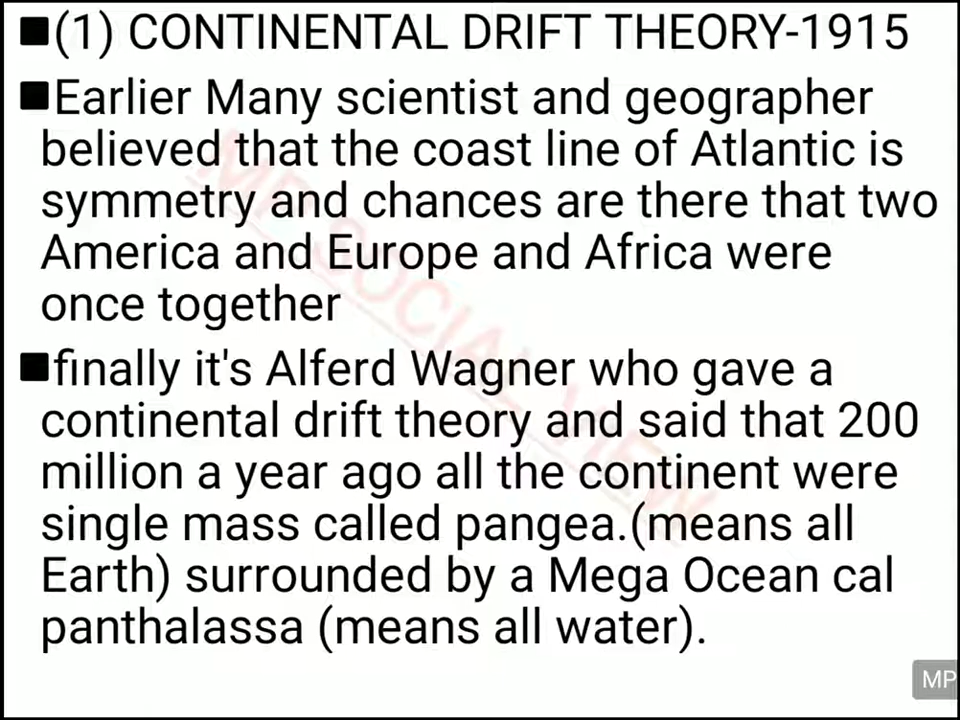 ■(1) CONTINENTAL DRIFT THEORY-1915
■Earlier Many scientist and geographer
believed that the coast line of Atlantic is
symmetry and chances are there that two
America and Europe and Africa were
once together
■finally it's Alferd Wagner who gave a
continental drift theory and said that 200
million a year ago all the continent were
single mass called pangea.(means all
Earth) surrounded by a Mega Ocean cal
panthalassa (means all water).
MP SOCIAL VIEW
MP